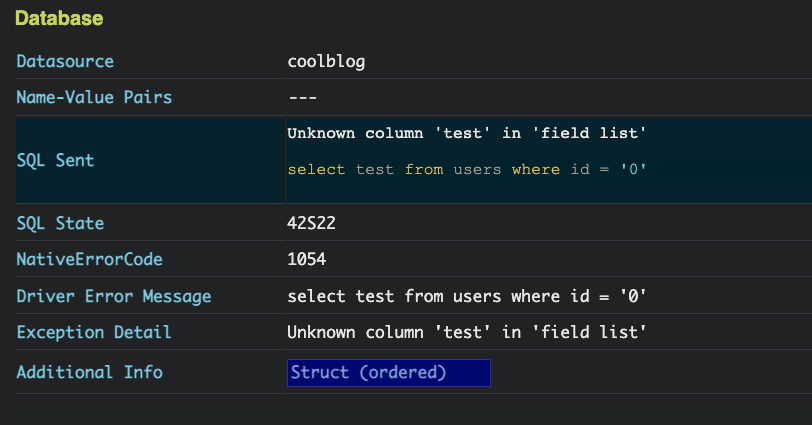 Database
Datasource coolblog
Name-Value Pairs ---
Unknown column 'test' in 'field list'
SQL Sent
select test from users where id = '0'
SQL State 42S22
NativeErrorCode 1054
Driver Error Message select test from users where id = '0'
Exception Detail Unknown column 'test' in 'field list'
Additional Info Struct (ordered)